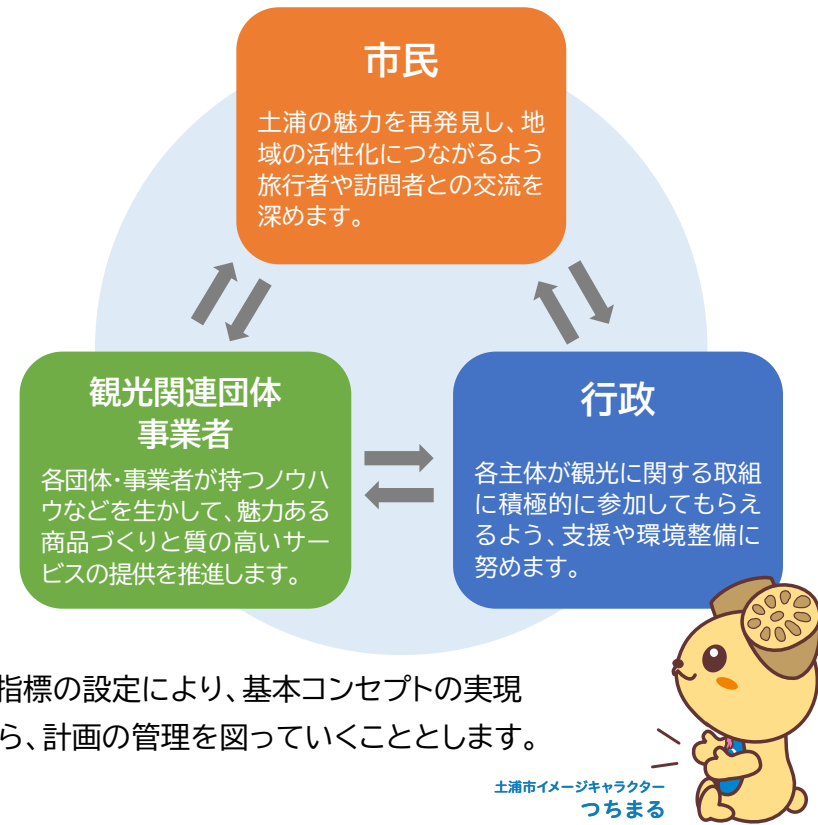 市民
土浦の魅力を再発見し、地
域の活性化につながるよう
旅行者や訪問者との交流を
深めます。
観光関連団体
事業者
各団体・事業者が持つノウハ
ウなどを生かして、魅力ある
商品づくりと質の高いサー
ビスの提供を推進します。
行政
各主体が観光に関する取組
に積極的に参加してもらえ
るよう、支援や環境整備に
努めます。
指標の設定により、基本コンセプトの実現
ら、計画の管理を図っていくこととします。
土浦市イメージキャラクター
つちまる